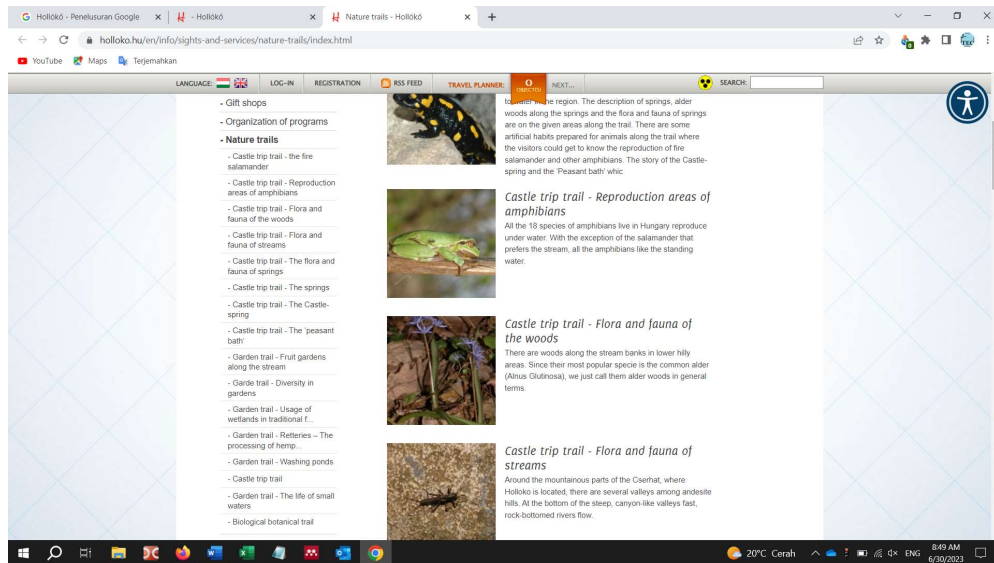 Hollókő - Penelusuran Google
- Hollókő
Nature trails - Hollókő
holloko.hu/en/info/sights-and-services/nature-trails/index.html
YouTube
Maps
Terjemahkan
LANGUAGE:
LOG-IN
REGISTRATION
RSS FEED
TRAVEL PLANNER:
0
OBJECT(S)
NEXT...
SEARCH:
- Gift shops
- Organization of programs
- Nature trails
- Castle trip trail - the fire
salamander
- Castle trip trail - Reproduction
areas of amphibians
- Castle trip trail - Flora and
fauna of the woods
- Castle trip trail - Flora and
fauna of streams
- Castle trip trail - The flora and
fauna of springs
- Castle trip trail - The springs
- Castle trip trail - The Castle-
spring
- Castle trip trail - The 'peasant
bath'
- Garden trail - Fruit gardens
along the stream
- Garde trail - Diversity in
gardens
- Garden trail - Usage of
wetlands in traditional f...
- Garden trail - Retteries – The
processing of hemp...
- Garden trail - Washing ponds
- Castle trip trail
- Garden trail - The life of small
waters
- Biological botanical trail
the region. The description of springs, alder
woods along the springs and the flora and fauna of springs
are on the given areas along the trail. There are some
artificial habits prepared for animals along the trail where
the visitors could get to know the reproduction of fire
salamander and other amphibians. The story of the Castle-
spring and the 'Peasant bath' whic
Castle trip trail - Reproduction areas of
amphibians
All the 18 species of amphibians live in Hungary reproduce
under water. With the exception of the salamander that
prefers the stream, all the amphibians like the standing
water.
Castle trip trail - Flora and fauna of
the woods
There are woods along the stream banks in lower hilly
areas. Since their most popular specie is the common alder
(Alnus Glutinosa), we just call them alder woods in general
terms.
Castle trip trail - Flora and fauna of
streams
Around the mountainous parts of the Cserhat, where
Holloko is located, there are several valleys among andesite
hills. At the bottom of the steep, canyon-like valleys fast,
rock-bottomed rivers flow.
20°C Cerah
ENG
8:49 AM
6/30/2023